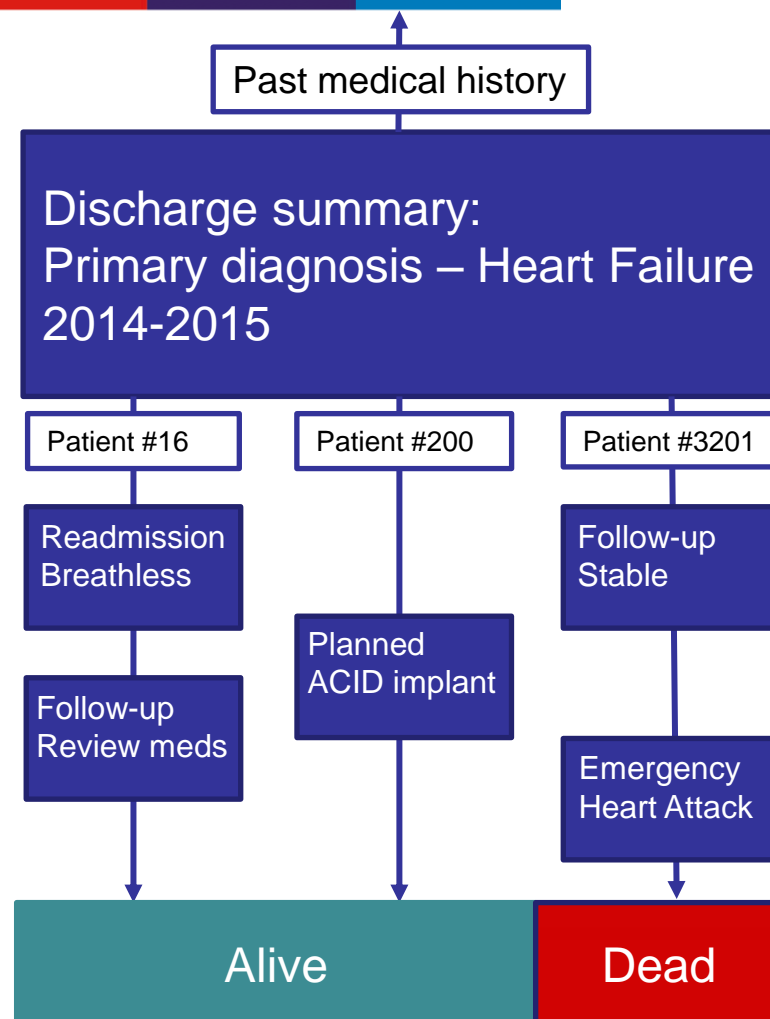 Past medical history
Discharge summary:
Primary diagnosis – Heart Failure
2014-2015
Patient #16
Patient #200
Patient #3201
Readmission
Breathless
Follow-up
Stable
Planned
ACID implant
Follow-up
Review meds
Emergency
Heart Attack
Alive
Dead